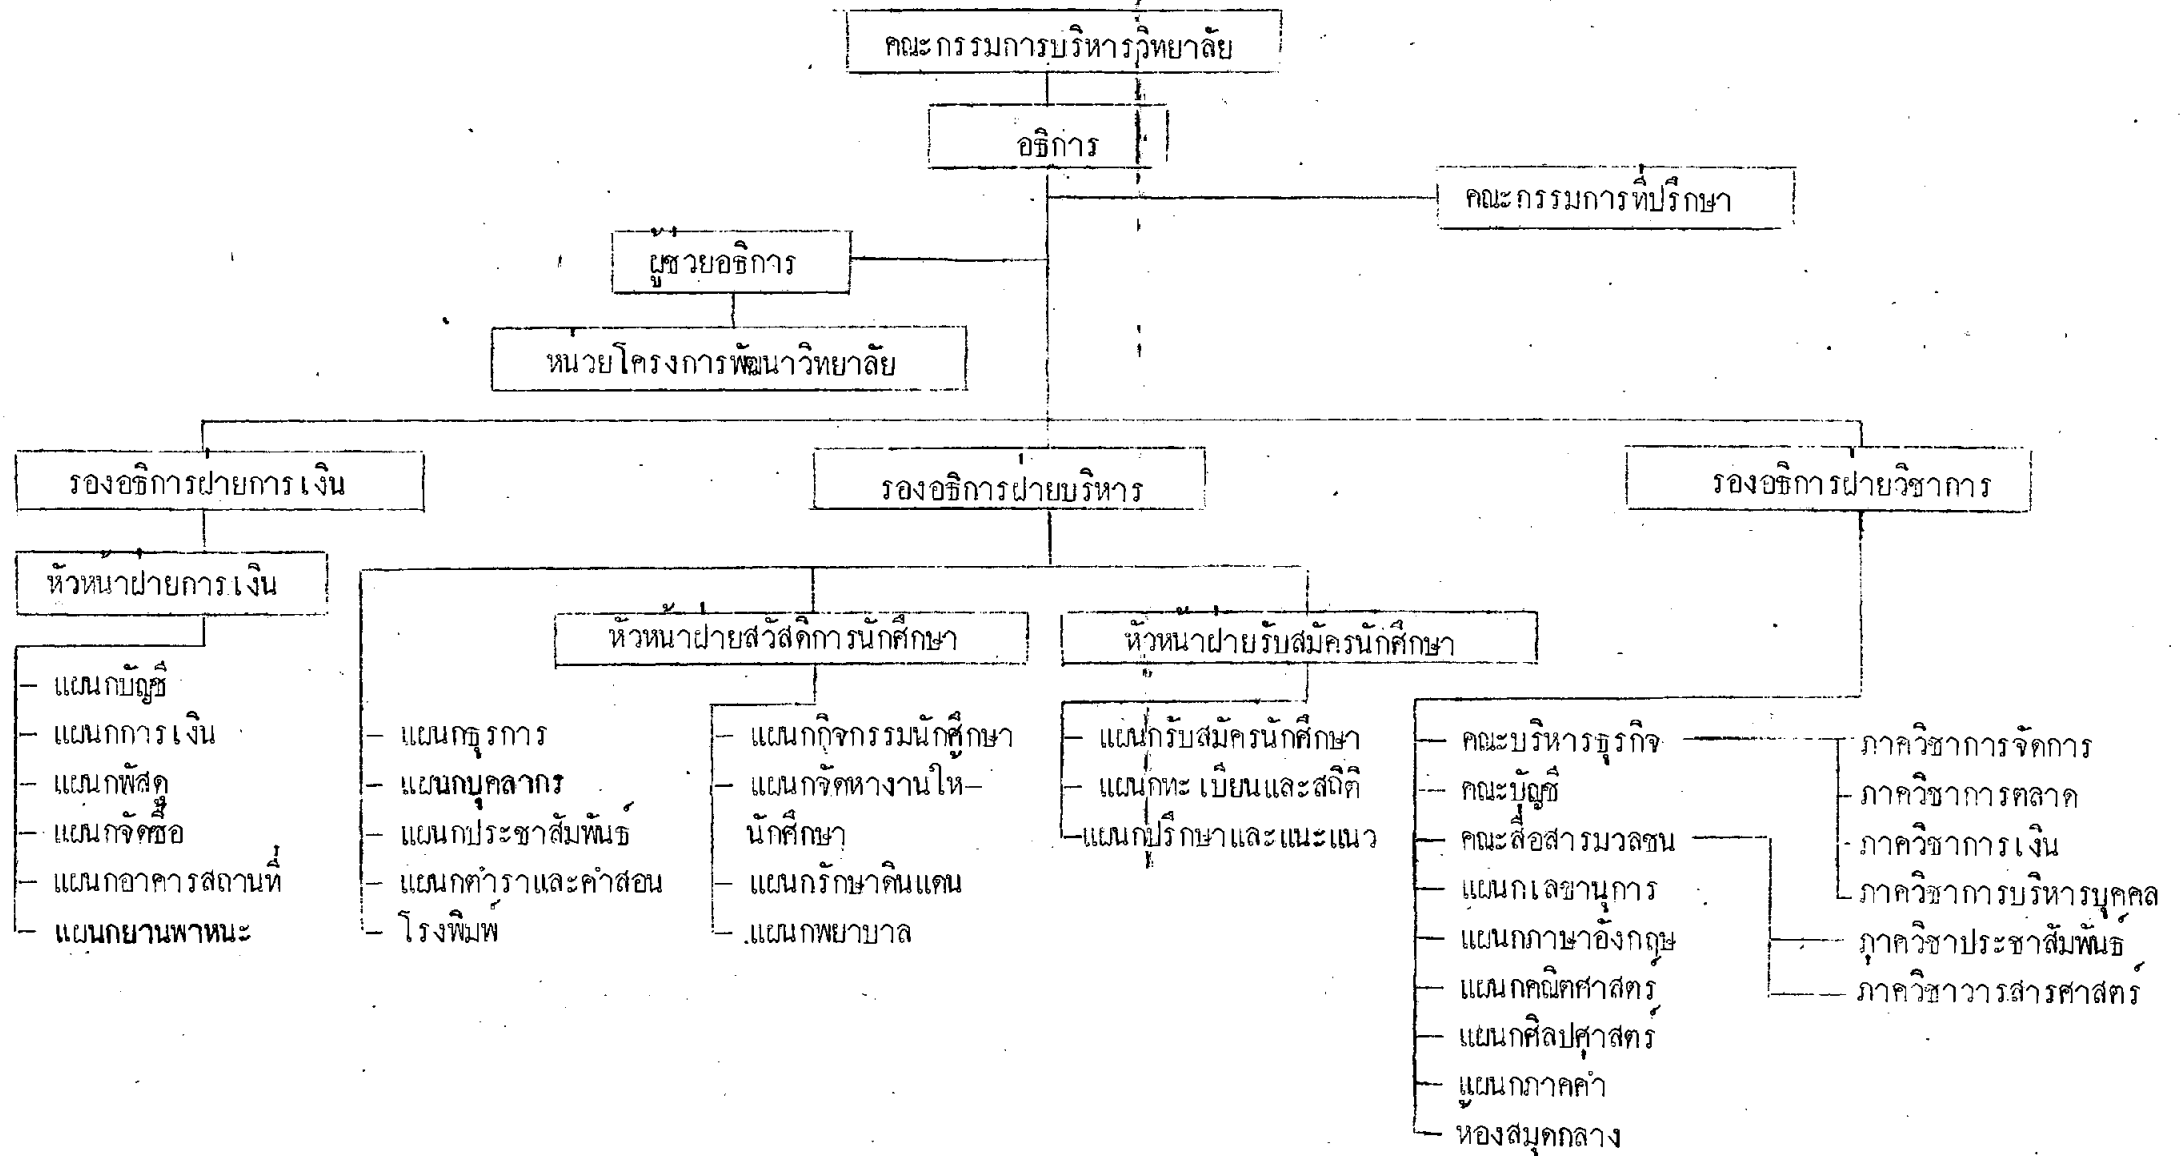 คณะกรรมการบริหารวิทยาลัย
อธิการ
คณะกรรมการที่ปรึกษา
ผู้ช่วยอธิการ
หน่วยโครงการพัฒนาวิทยาลัย
รองอธิการฝ่ายการเงิน
รองอธิการฝ่ายบริหาร
รองอธิการฝ่ายวิชาการ
หัวหน้าฝ่ายการเงิน
- แผนกบัญชี
- แผนกการเงิน
- แผนกพัสดุ
- แผนกจัดซื้อ
- แผนกอาคารสถานที่
- แผนกยานพาหนะ
- แผนกธุรการ
- แผนกบุคลากร
- แผนกประชาสัมพันธ์
- แผนกตำราและคำสอน
- โรงพิมพ์
หัวหน้าฝ่ายสวัสดิการนักศึกษา
- แผนกกิจกรรมนักศึกษา
- แผนกจัดหางานให้-
นักศึกษา
- แผนกรักษาดินแดน
- แผนกพยาบาล
หัวหน้าฝ่ายรับสมัครนักศึกษา
- แผนกรับสมัครนักศึกษา
- แผนกทะเบียนและสถิติ
- แผนกปรึกษาและแนะแนว
- คณะบริหารธุรกิจ
- คณะบัญชี
- คณะสื่อสารมวลชน
- แผนกเลขานุการ
- แผนกภาษาอังกฤษ
- แผนกคณิตศาสตร์
- แผนกศิลปศาสตร์
- แผนกภาคค่ำ
- ห้องสมุดกลาง
ภาควิชาการจัดการ
- ภาควิชาการตลาด
- ภาควิชาการเงิน
- ภาควิชาการบริหารบุคคล
ภาควิชาประชาสัมพันธ์
ภาควิชาวารสารศาสตร์